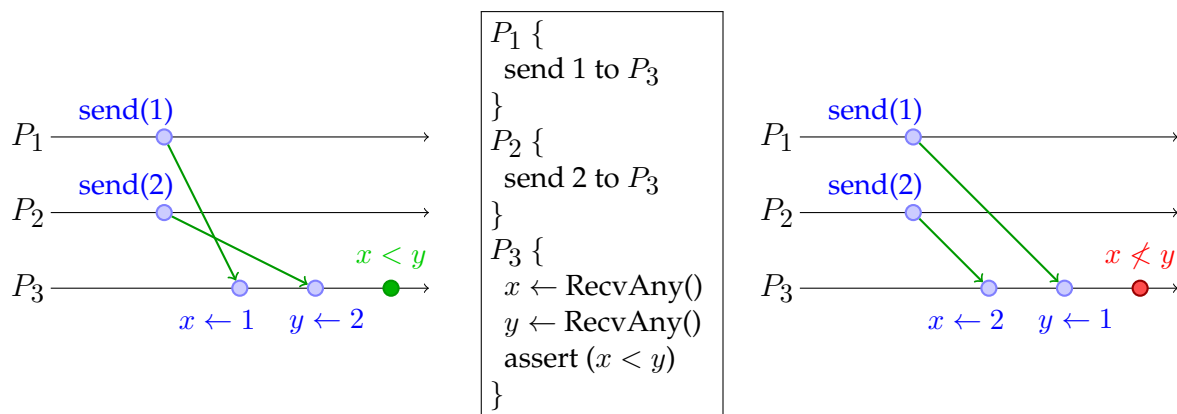 send(1)
P₁
send(2)
P₂
x < y
P₃
x ← 1
y ← 2
P₁ {
send 1 to P₃
}
P₂ {
send 2 to P₃
}
P₃ {
x ← RecvAny()
y ← RecvAny()
assert (x < y)
}
send(1)
P₁
send(2)
P₂
x ≮ y
P₃
x ← 2
y ← 1